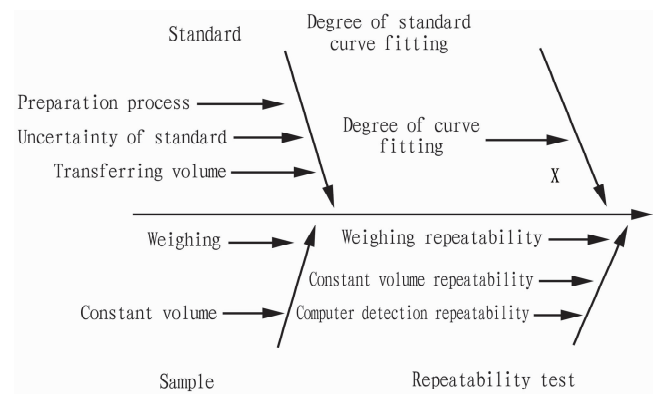 Standard
Degree of standard
curve fitting
Preparation process
Uncertainty of standard
Transferring volume
Degree of curve
fitting
X
Weighing
Constant volume
Weighing repeatability
Constant volume repeatability
Computer detection repeatability
Sample
Repeatability test